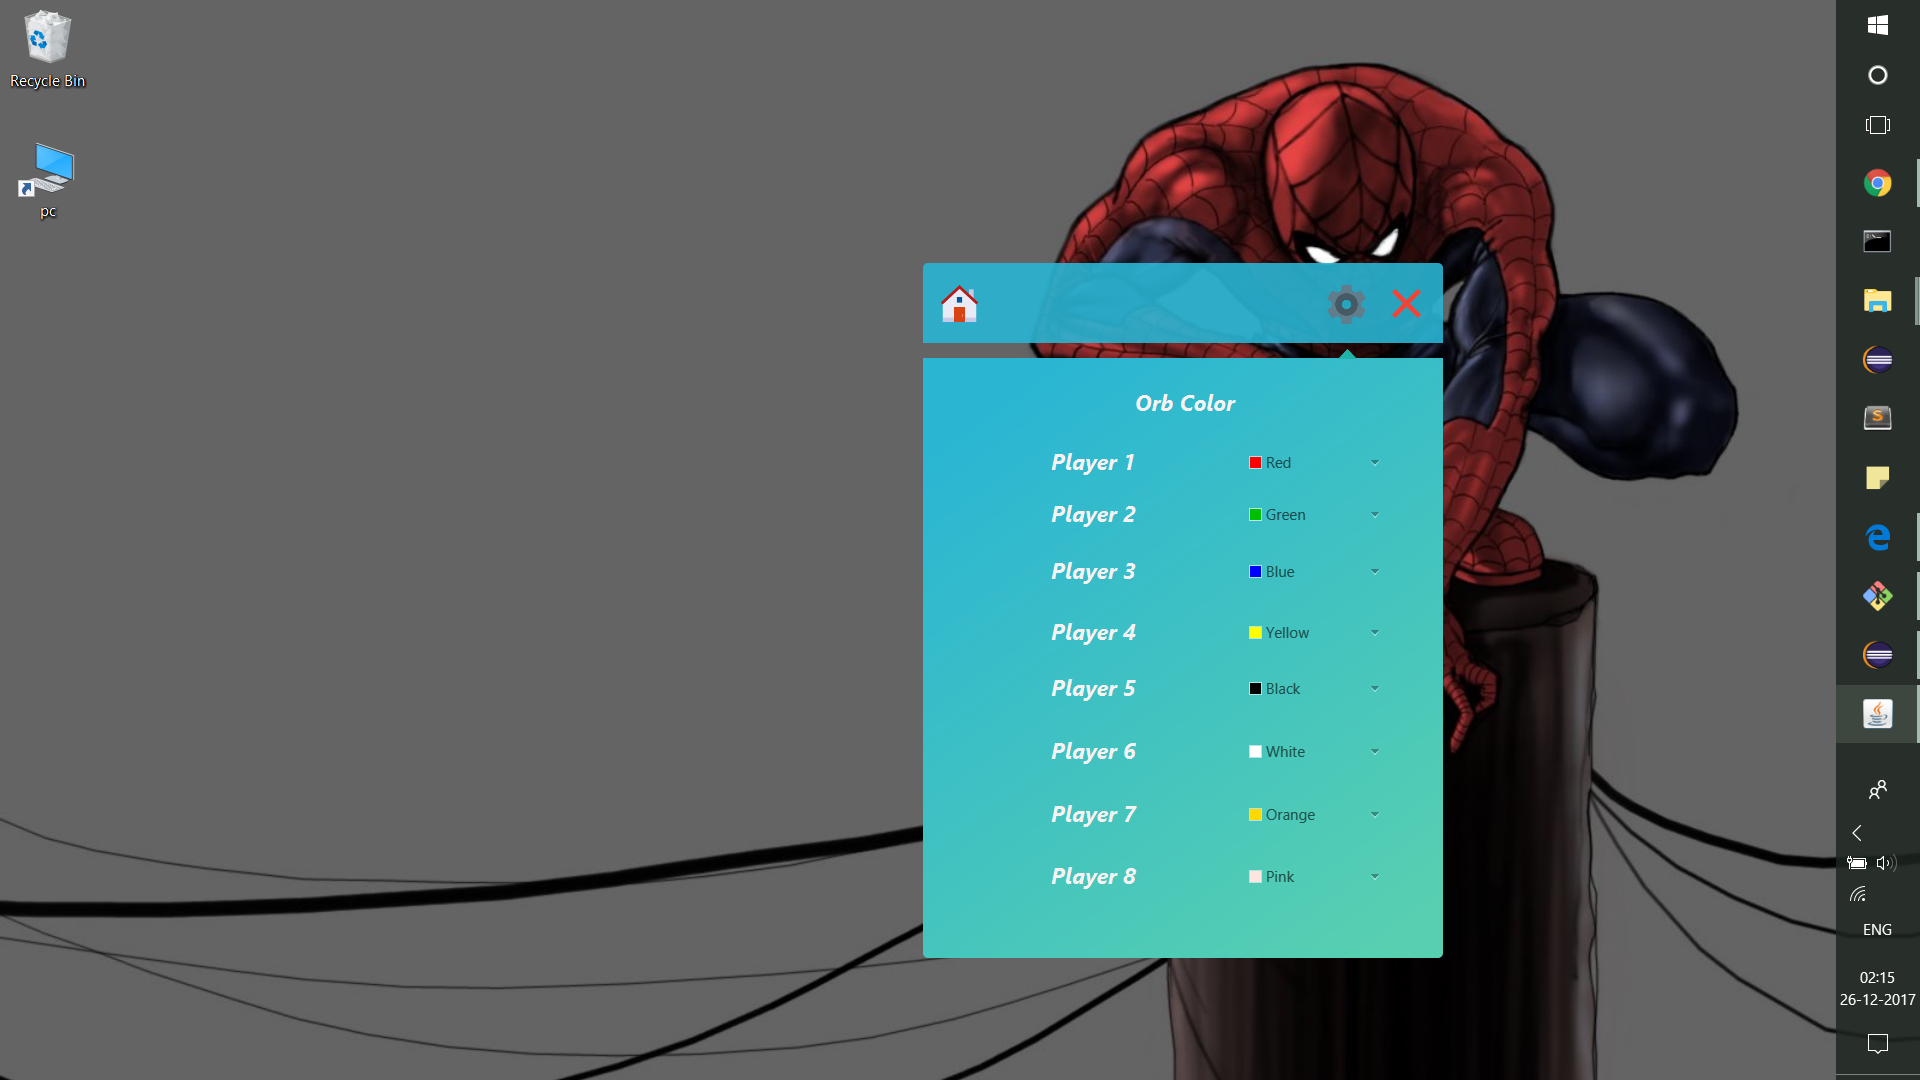 Recycle Bin
pc
Orb Color
Player 1 Red
Player 2 Green
Player 3 Blue
Player 4 Yellow
Player 5 Black
Player 6 White
Player 7 Orange
Player 8 Pink
ENG
02:15
26-12-2017